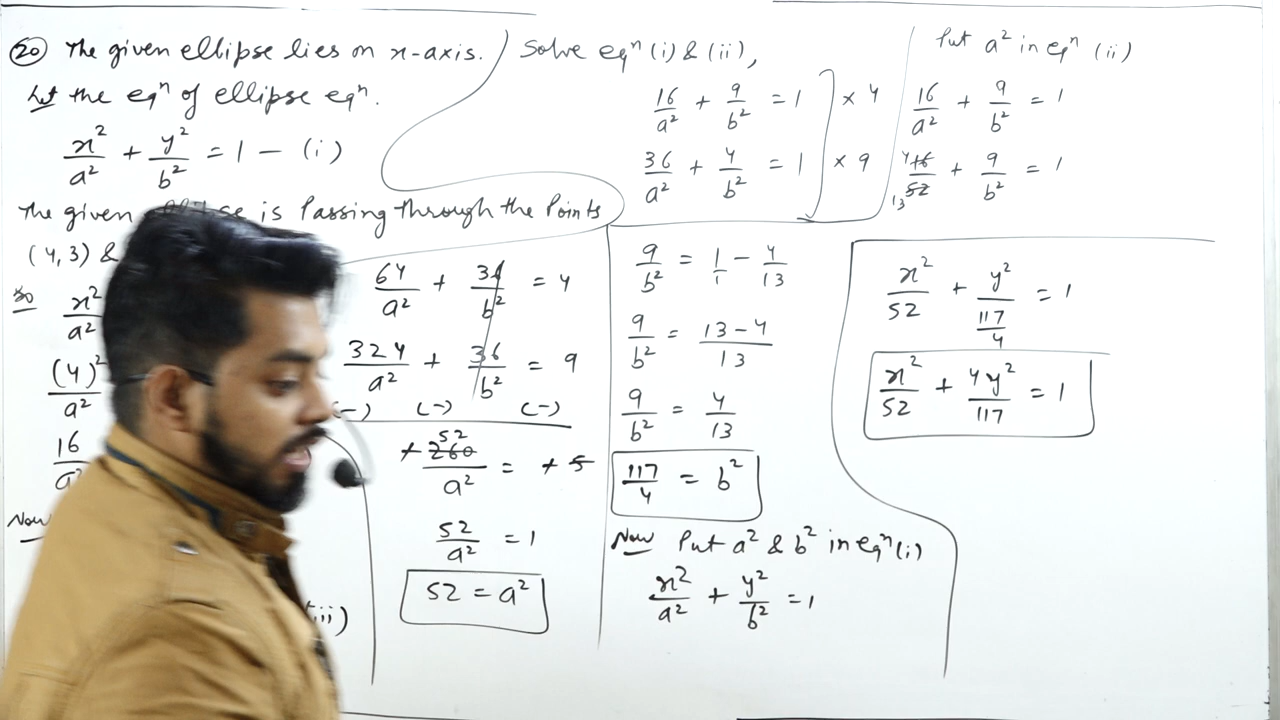 (20) The given ellipse lies on x-axis.
Let the eqⁿ of ellipse eqⁿ.
x²/a² + y²/b² = 1 — (i)
The given ellipse is Passing through the Points
(4,3) &
So x²/a²
(4)²/a²
16/a²
Now
iii)
Solve eqⁿ (i) & (ii),
16/a² + 9/b² = 1 ] × 4
36/a² + 4/b² = 1 ] × 9
64/a² + 36/b² = 4
324/a² + 36/b² = 9
(-) (-) (-)
+ 260/a² = + 5
52
52/a² = 1
52 = a²
Put a² in eqⁿ (ii)
16/a² + 9/b² = 1
4 16/52 13 + 9/b² = 1
9/b² = 1/1 - 4/13
9/b² = 13-4/13
9/b² = 4/13
117/4 = b²
Now Put a² & b² in eqⁿ (i)
x²/a² + y²/b² = 1
x²/52 + y²/117/4 = 1
x²/52 + 4y²/117 = 1